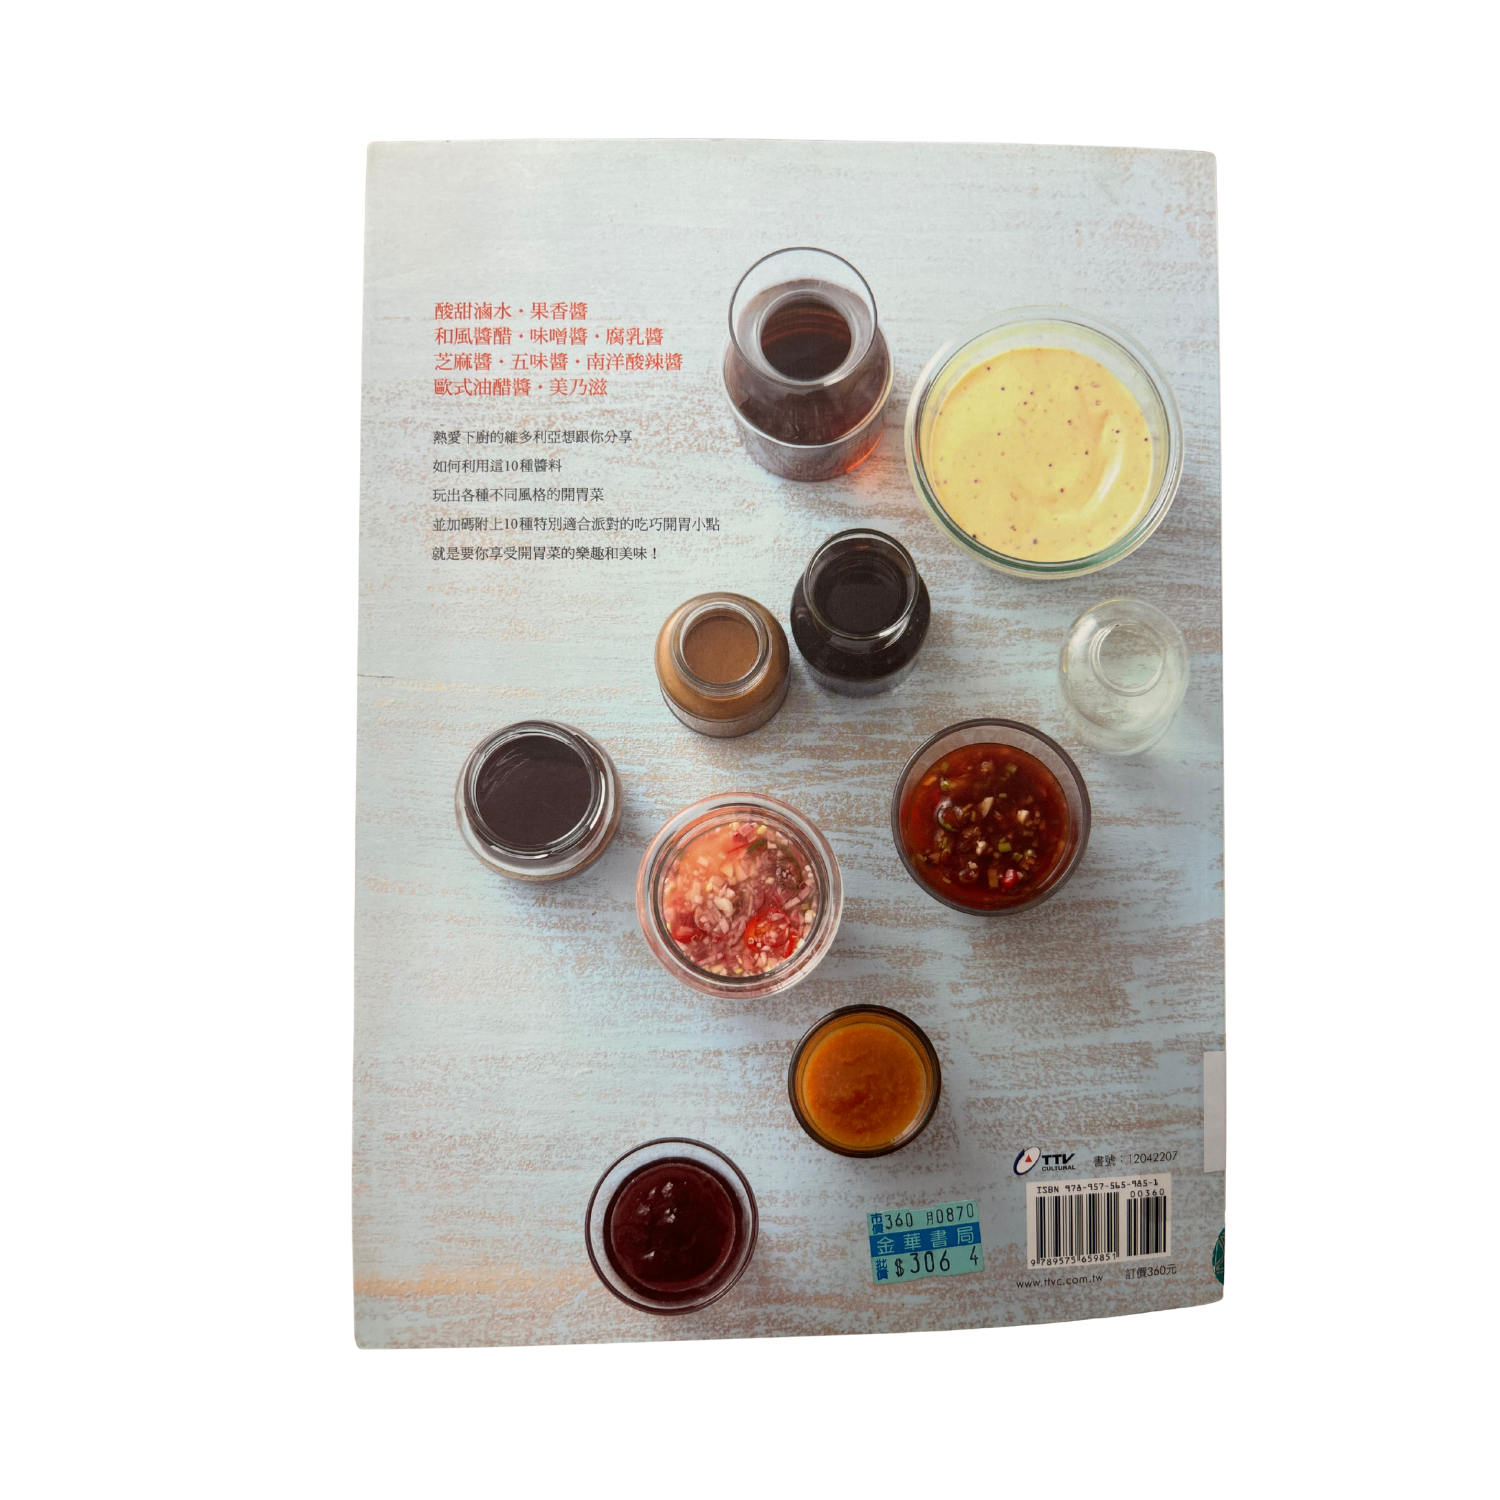 酸甜滷水・果香醬
和風醬醋・味噌醬・腐乳醬
芝麻醬・五味醬・南洋酸辣醬
歐式油醋醬・美乃滋
熱愛下廚的維多利亞想跟你分享
如何利用這10種醬料
玩出各種不同風格的開胃菜
並加碼附上10種特別適合派對的吃巧開胃小點
就是要你享受開胃菜的樂趣和美味！
TTV
CULTURAL
書號：12042207
ISBN 978-957-565-985-1
00360
9 789575 659851
www.ttvc.com.tw
訂價360元
市價360 月0870
金華書局
批價$306 4